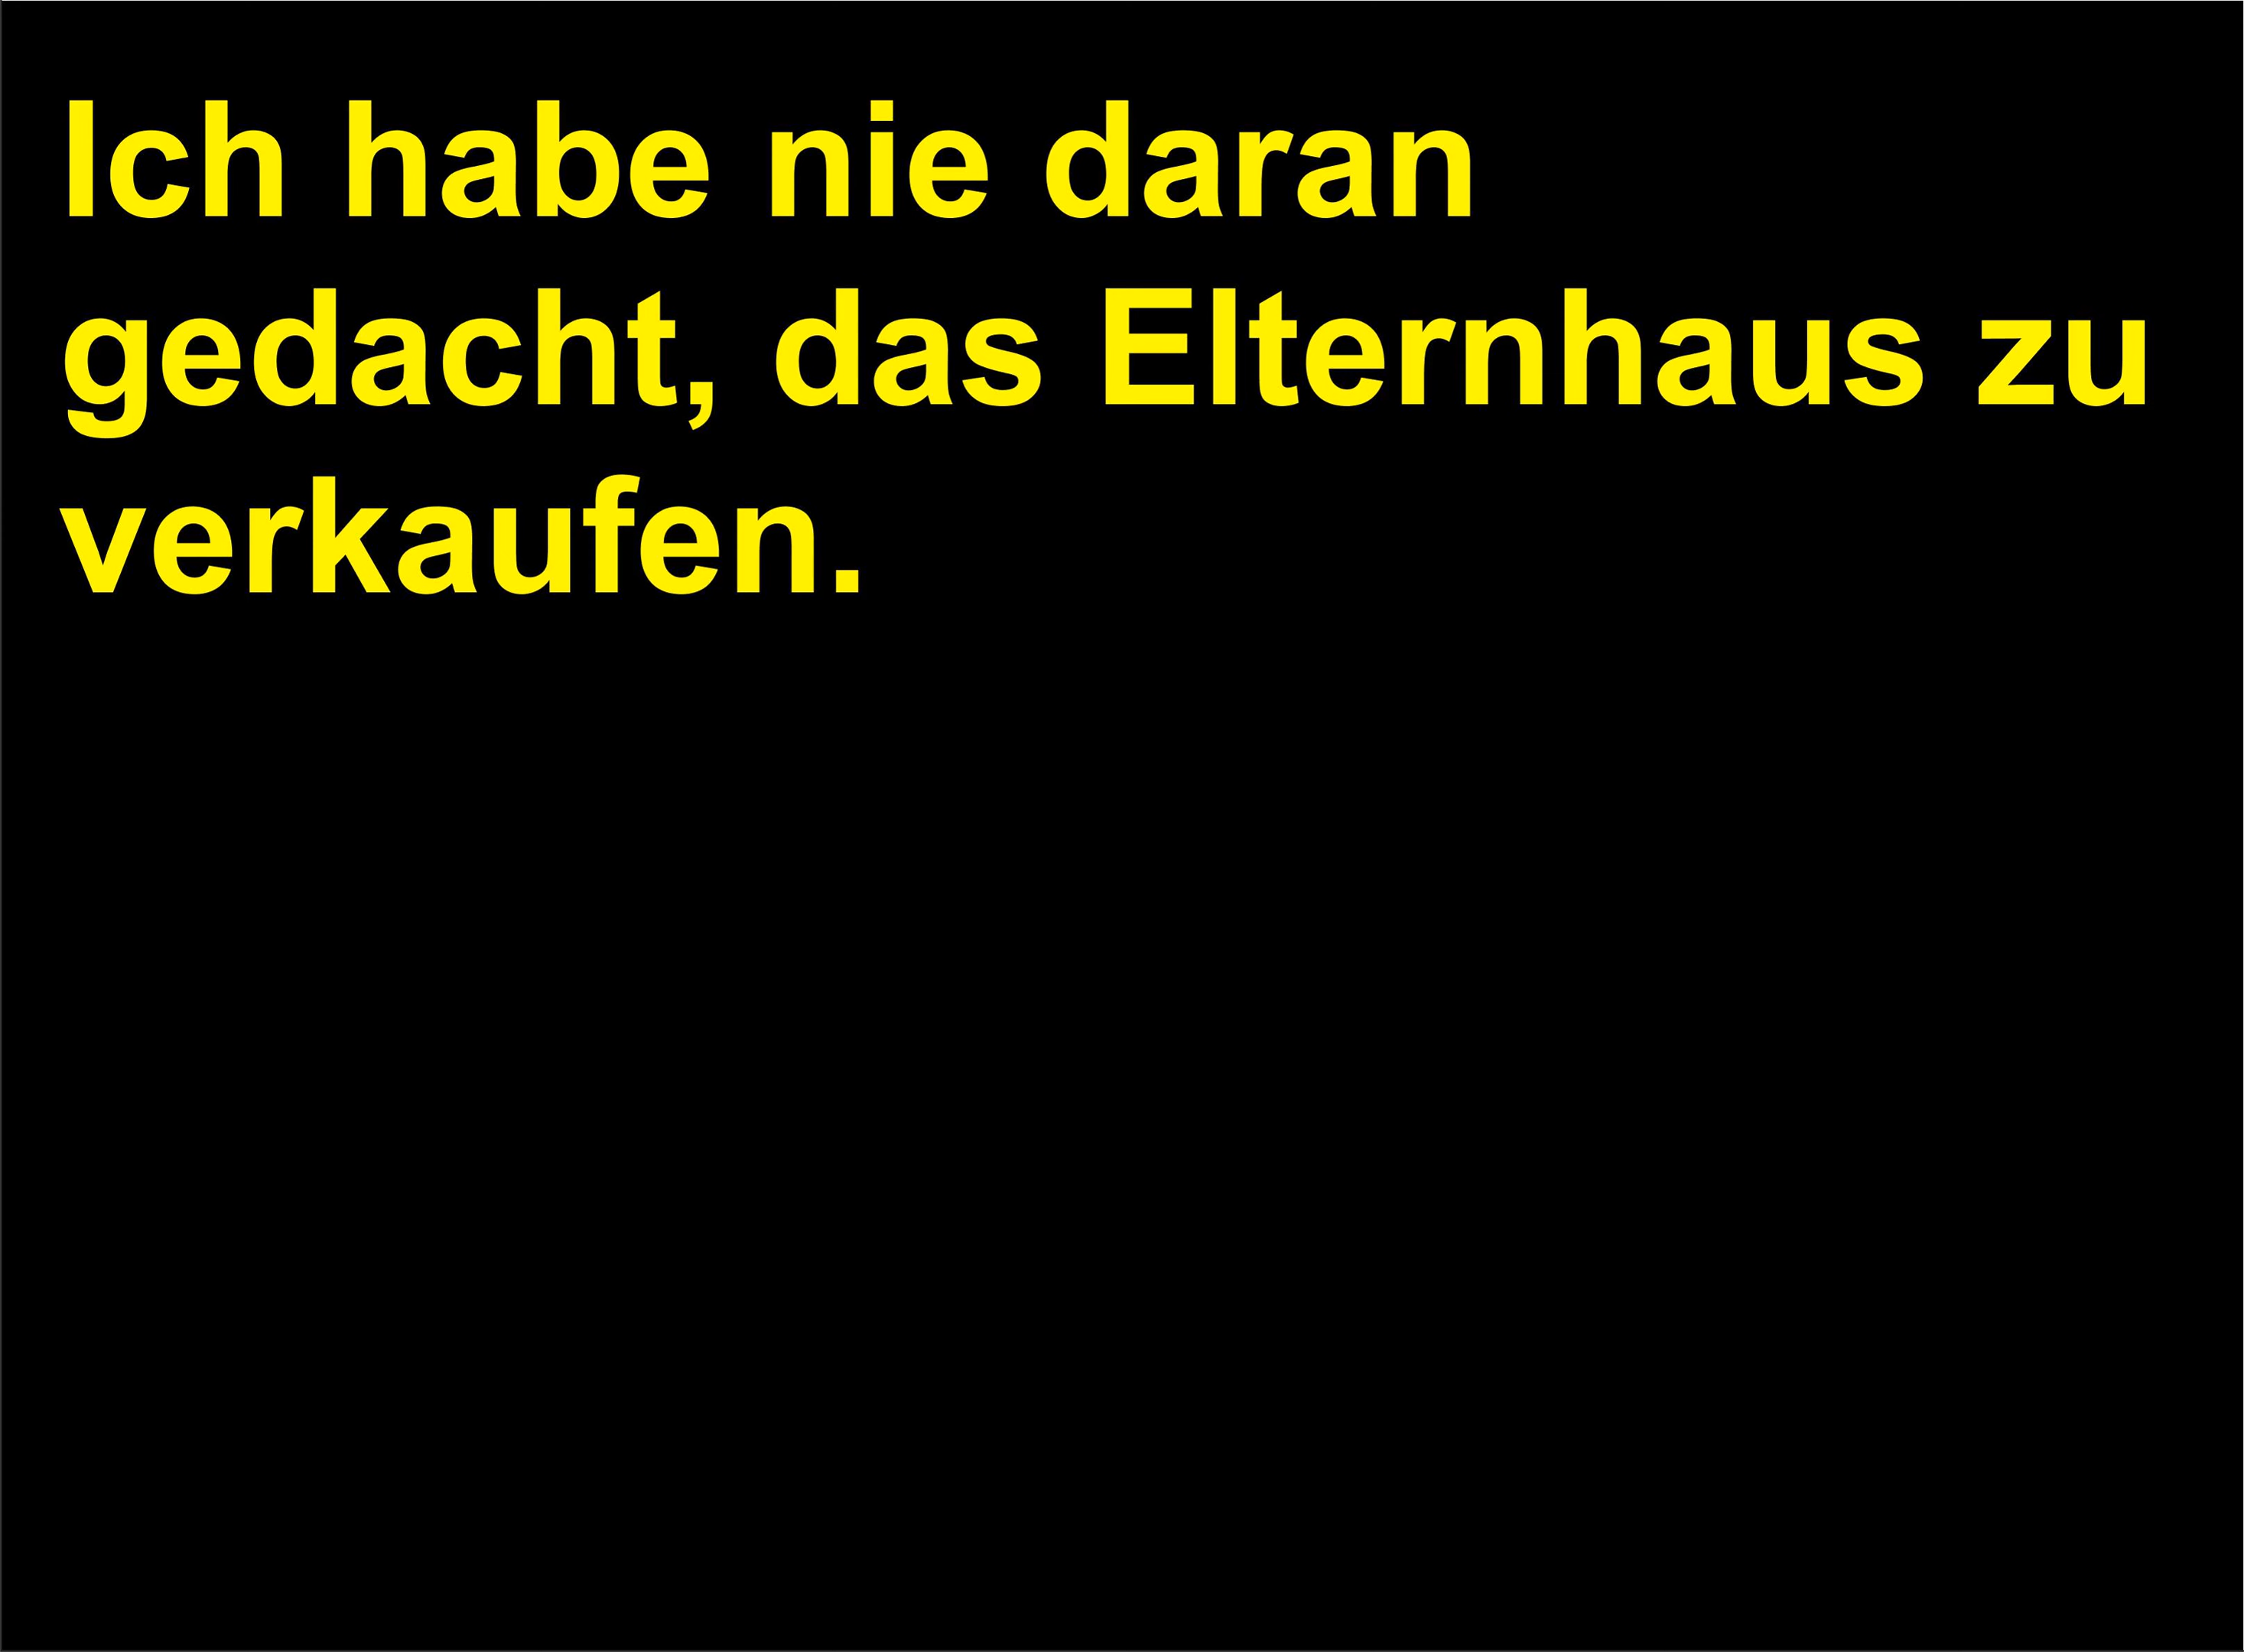 Ich habe nie daran
gedacht, das Elternhaus zu
verkaufen.